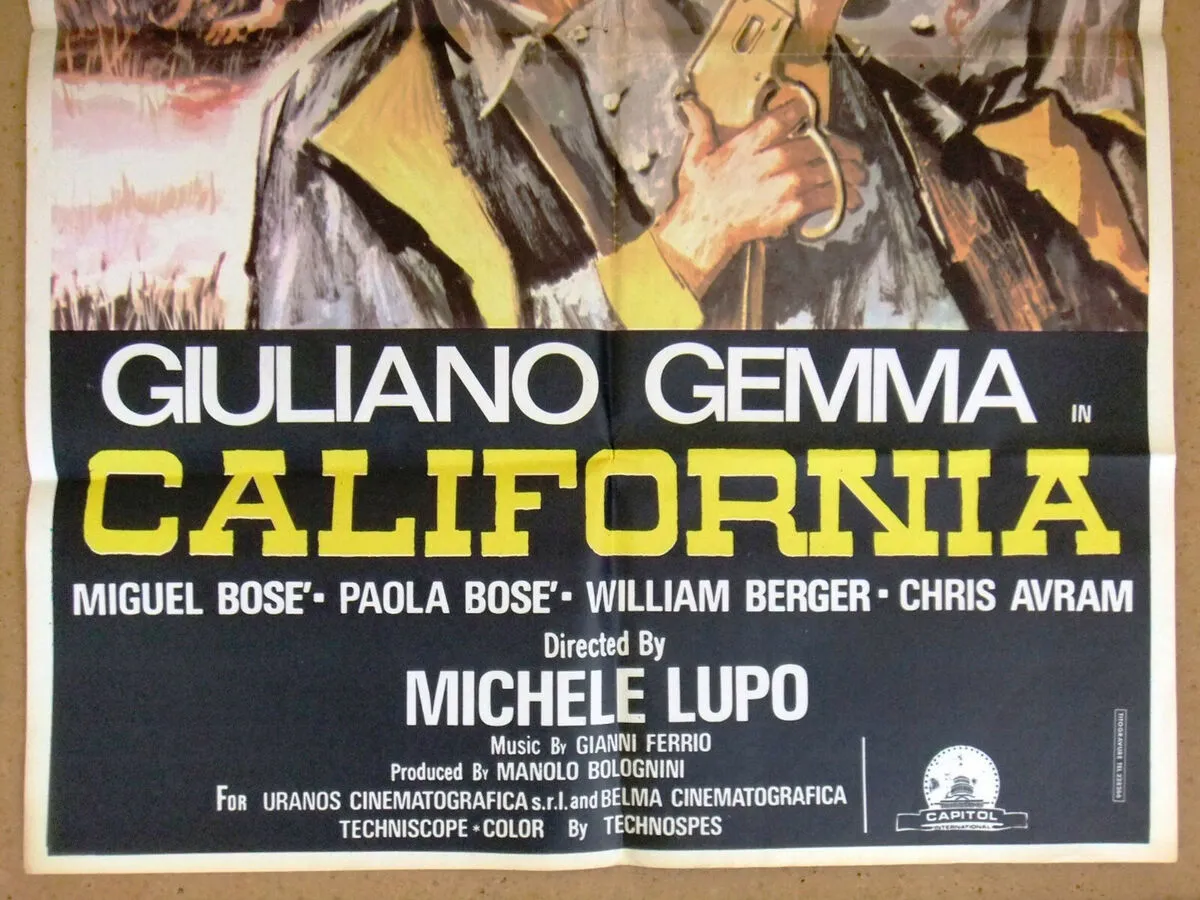 GIULIANO GEMMA IN
CALIFORNIA
MIGUEL BOSE'- PAOLA BOSE'- WILLIAM BERGER - CHRIS AVRAM
Directed By
MICHELE LUPO
Music By GIANNI FERRIO
Produced By MANOLO BOLOGNINI
FOR URANOS CINEMATOGRAFICA s.r.l. and BELMA CINEMATOGRAFICA
TECHNISCOPE * COLOR By TECHNOSPES
CAPITOL
INTERNATIONAL